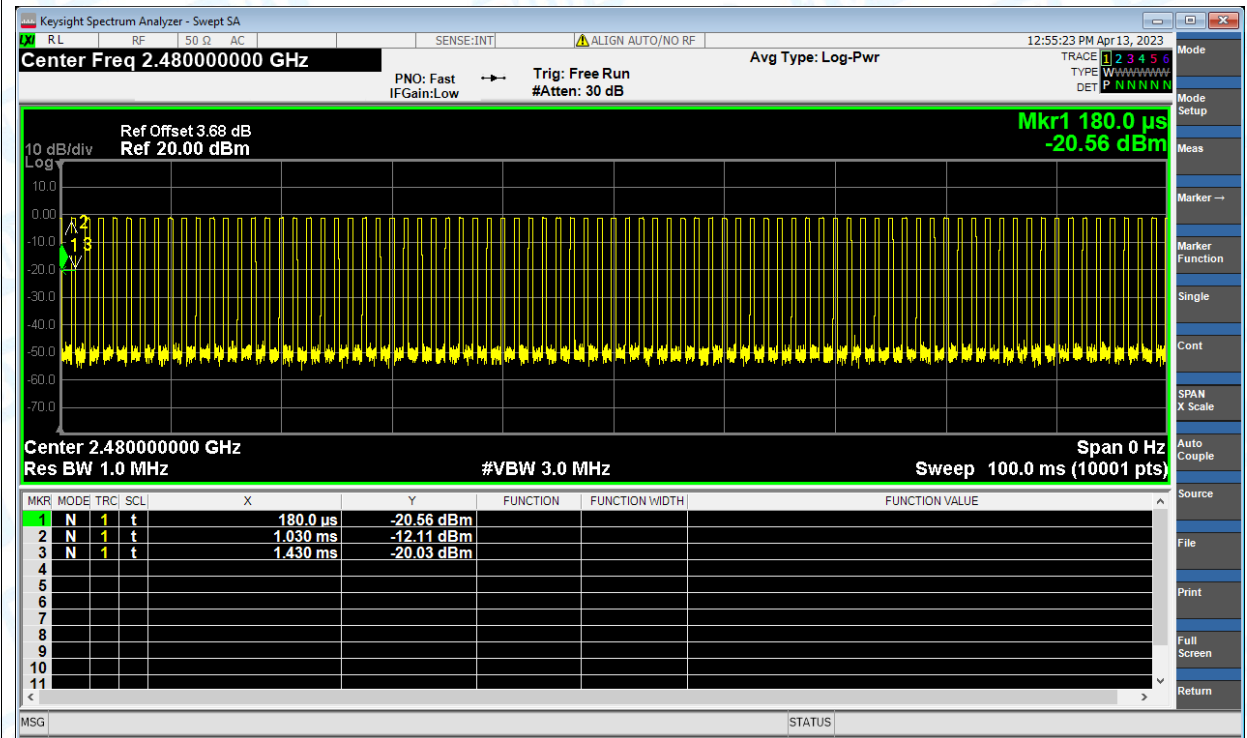 Keysight Spectrum Analyzer - Swept SA
LXI RL RF 50 Ω AC SENSE:INT ALIGN AUTO/NO RF 12:55:23 PM Apr 13, 2023
Center Freq 2.480000000 GHz
Avg Type: Log-Pwr
TRACE 1 2 3 4 5 6
TYPE WWWWWW
DET P N N N N N
PNO: Fast
IFGain:Low
Trig: Free Run
#Atten: 30 dB
Mkr1 180.0 µs
-20.56 dBm
Ref Offset 3.68 dB
10 dB/div Ref 20.00 dBm
Log
10.0
0.00
-10.0
-20.0
-30.0
-40.0
-50.0
-60.0
-70.0
2
1 3
Center 2.480000000 GHz Span 0 Hz
Res BW 1.0 MHz #VBW 3.0 MHz Sweep 100.0 ms (10001 pts)
MKR MODE TRC SCL X Y FUNCTION FUNCTION WIDTH FUNCTION VALUE
1 N 1 t 180.0 µs -20.56 dBm
2 N 1 t 1.030 ms -12.11 dBm
3 N 1 t 1.430 ms -20.03 dBm
4
5
6
7
8
9
10
11
MSG STATUS
Mode
Mode
Setup
Meas
Marker →
Marker
Function
Single
Cont
SPAN
X Scale
Auto
Couple
Source
File
Print
Full
Screen
Return